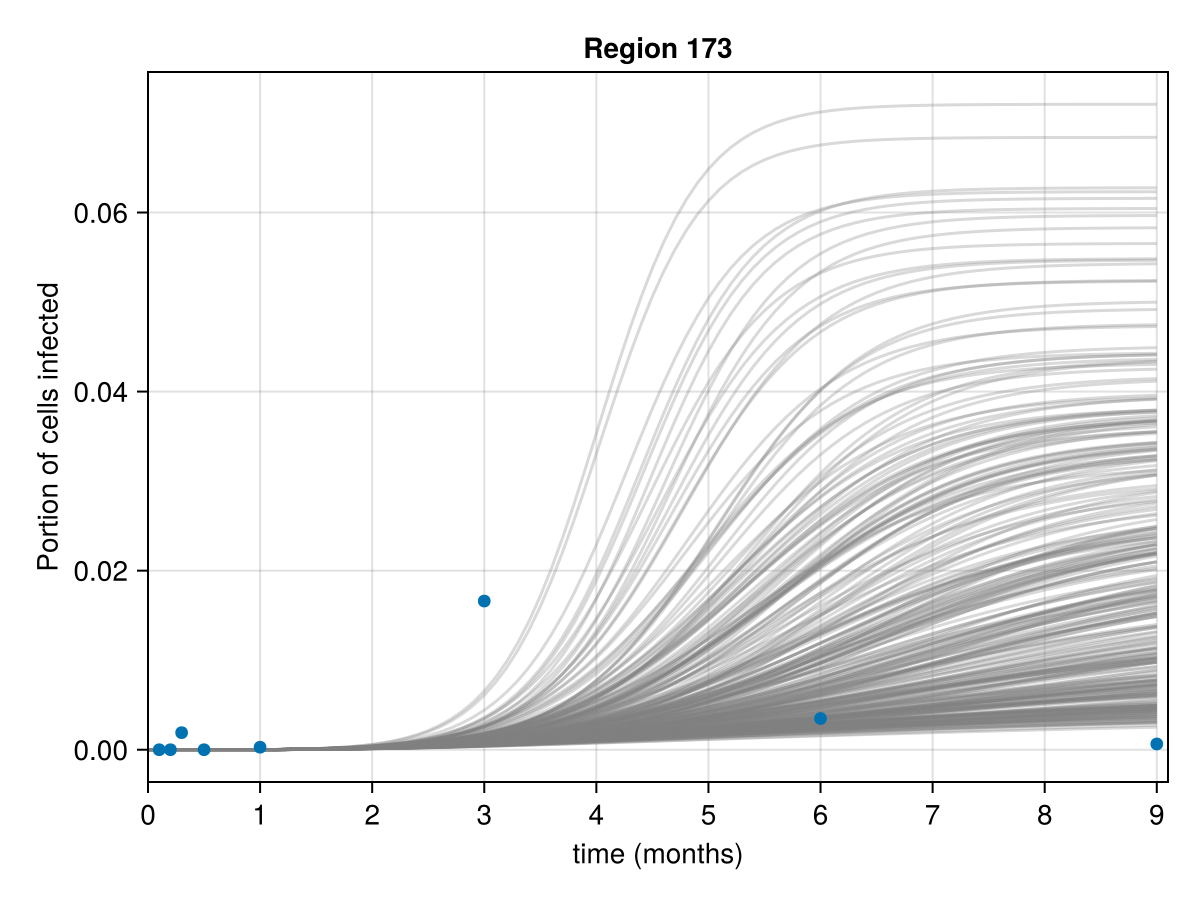 Region 173
Portion of cells infected
0.06
0.04
0.02
0.00
0 1 2 3 4 5 6 7 8 9
time (months)